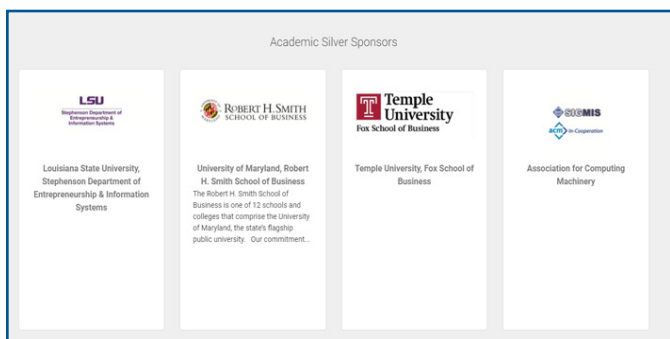 Academic Silver Sponsors
LSU
Stephenson Department of
Entrepreneurship &
Information Systems
Louisiana State University,
Stephenson Department of
Entrepreneurship & Information
Systems
ROBERT H. SMITH
SCHOOL OF BUSINESS
University of Maryland, Robert
H. Smith School of Business
The Robert H. Smith School of
Business is one of 12 schools and
colleges that comprise the University
of Maryland, the state's flagship
public university. Our commitment...
Temple
University
Fox School of Business
Temple University, Fox School of
Business
SIGMIS
acm In-Cooperation
Association for Computing
Machinery